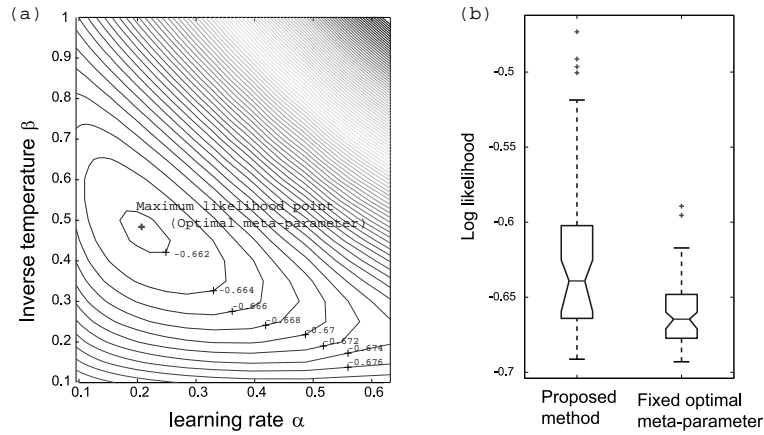 (a)
1
0.9
0.8
0.7
0.6
0.5
0.4
0.3
0.2
0.1
Inverse temperature β
Maximum likelihood point
(Optimal meta-parameter)
-0.662
-0.664
-0.666
-0.668
-0.67
-0.672
-0.674
-0.676
0.1 0.2 0.3 0.4 0.5 0.6
learning rate α
(b)
-0.5
-0.55
-0.6
-0.65
-0.7
Log likelihood
Proposed Fixed optimal
method meta-parameter